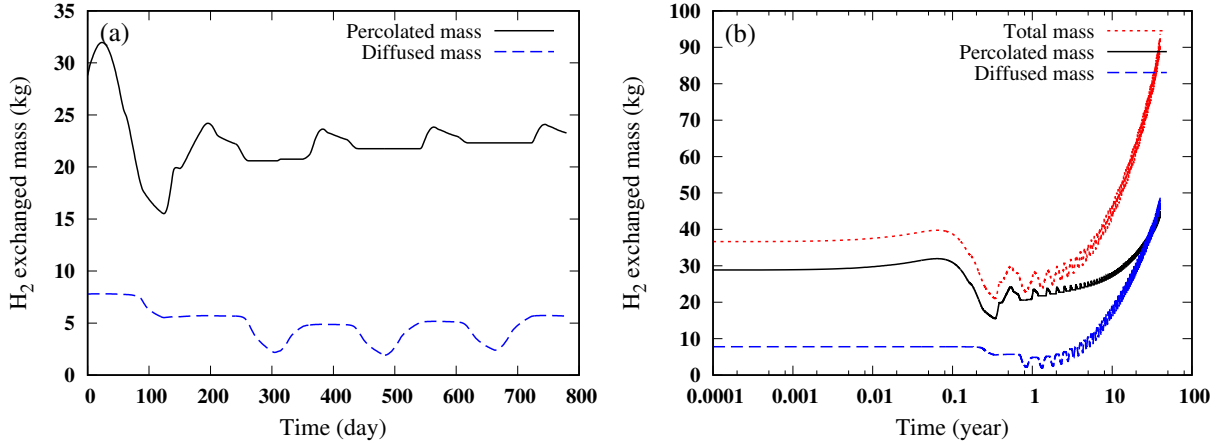 (a)
Percolated mass
Diffused mass
H2 exchanged mass (kg)
35
30
25
20
15
10
5
0
0 100 200 300 400 500 600 700 800
Time (day)
(b)
Total mass
Percolated mass
Diffused mass
H2 exchanged mass (kg)
100
90
80
70
60
50
40
30
20
10
0
0.0001 0.001 0.01 0.1 1 10 100
Time (year)